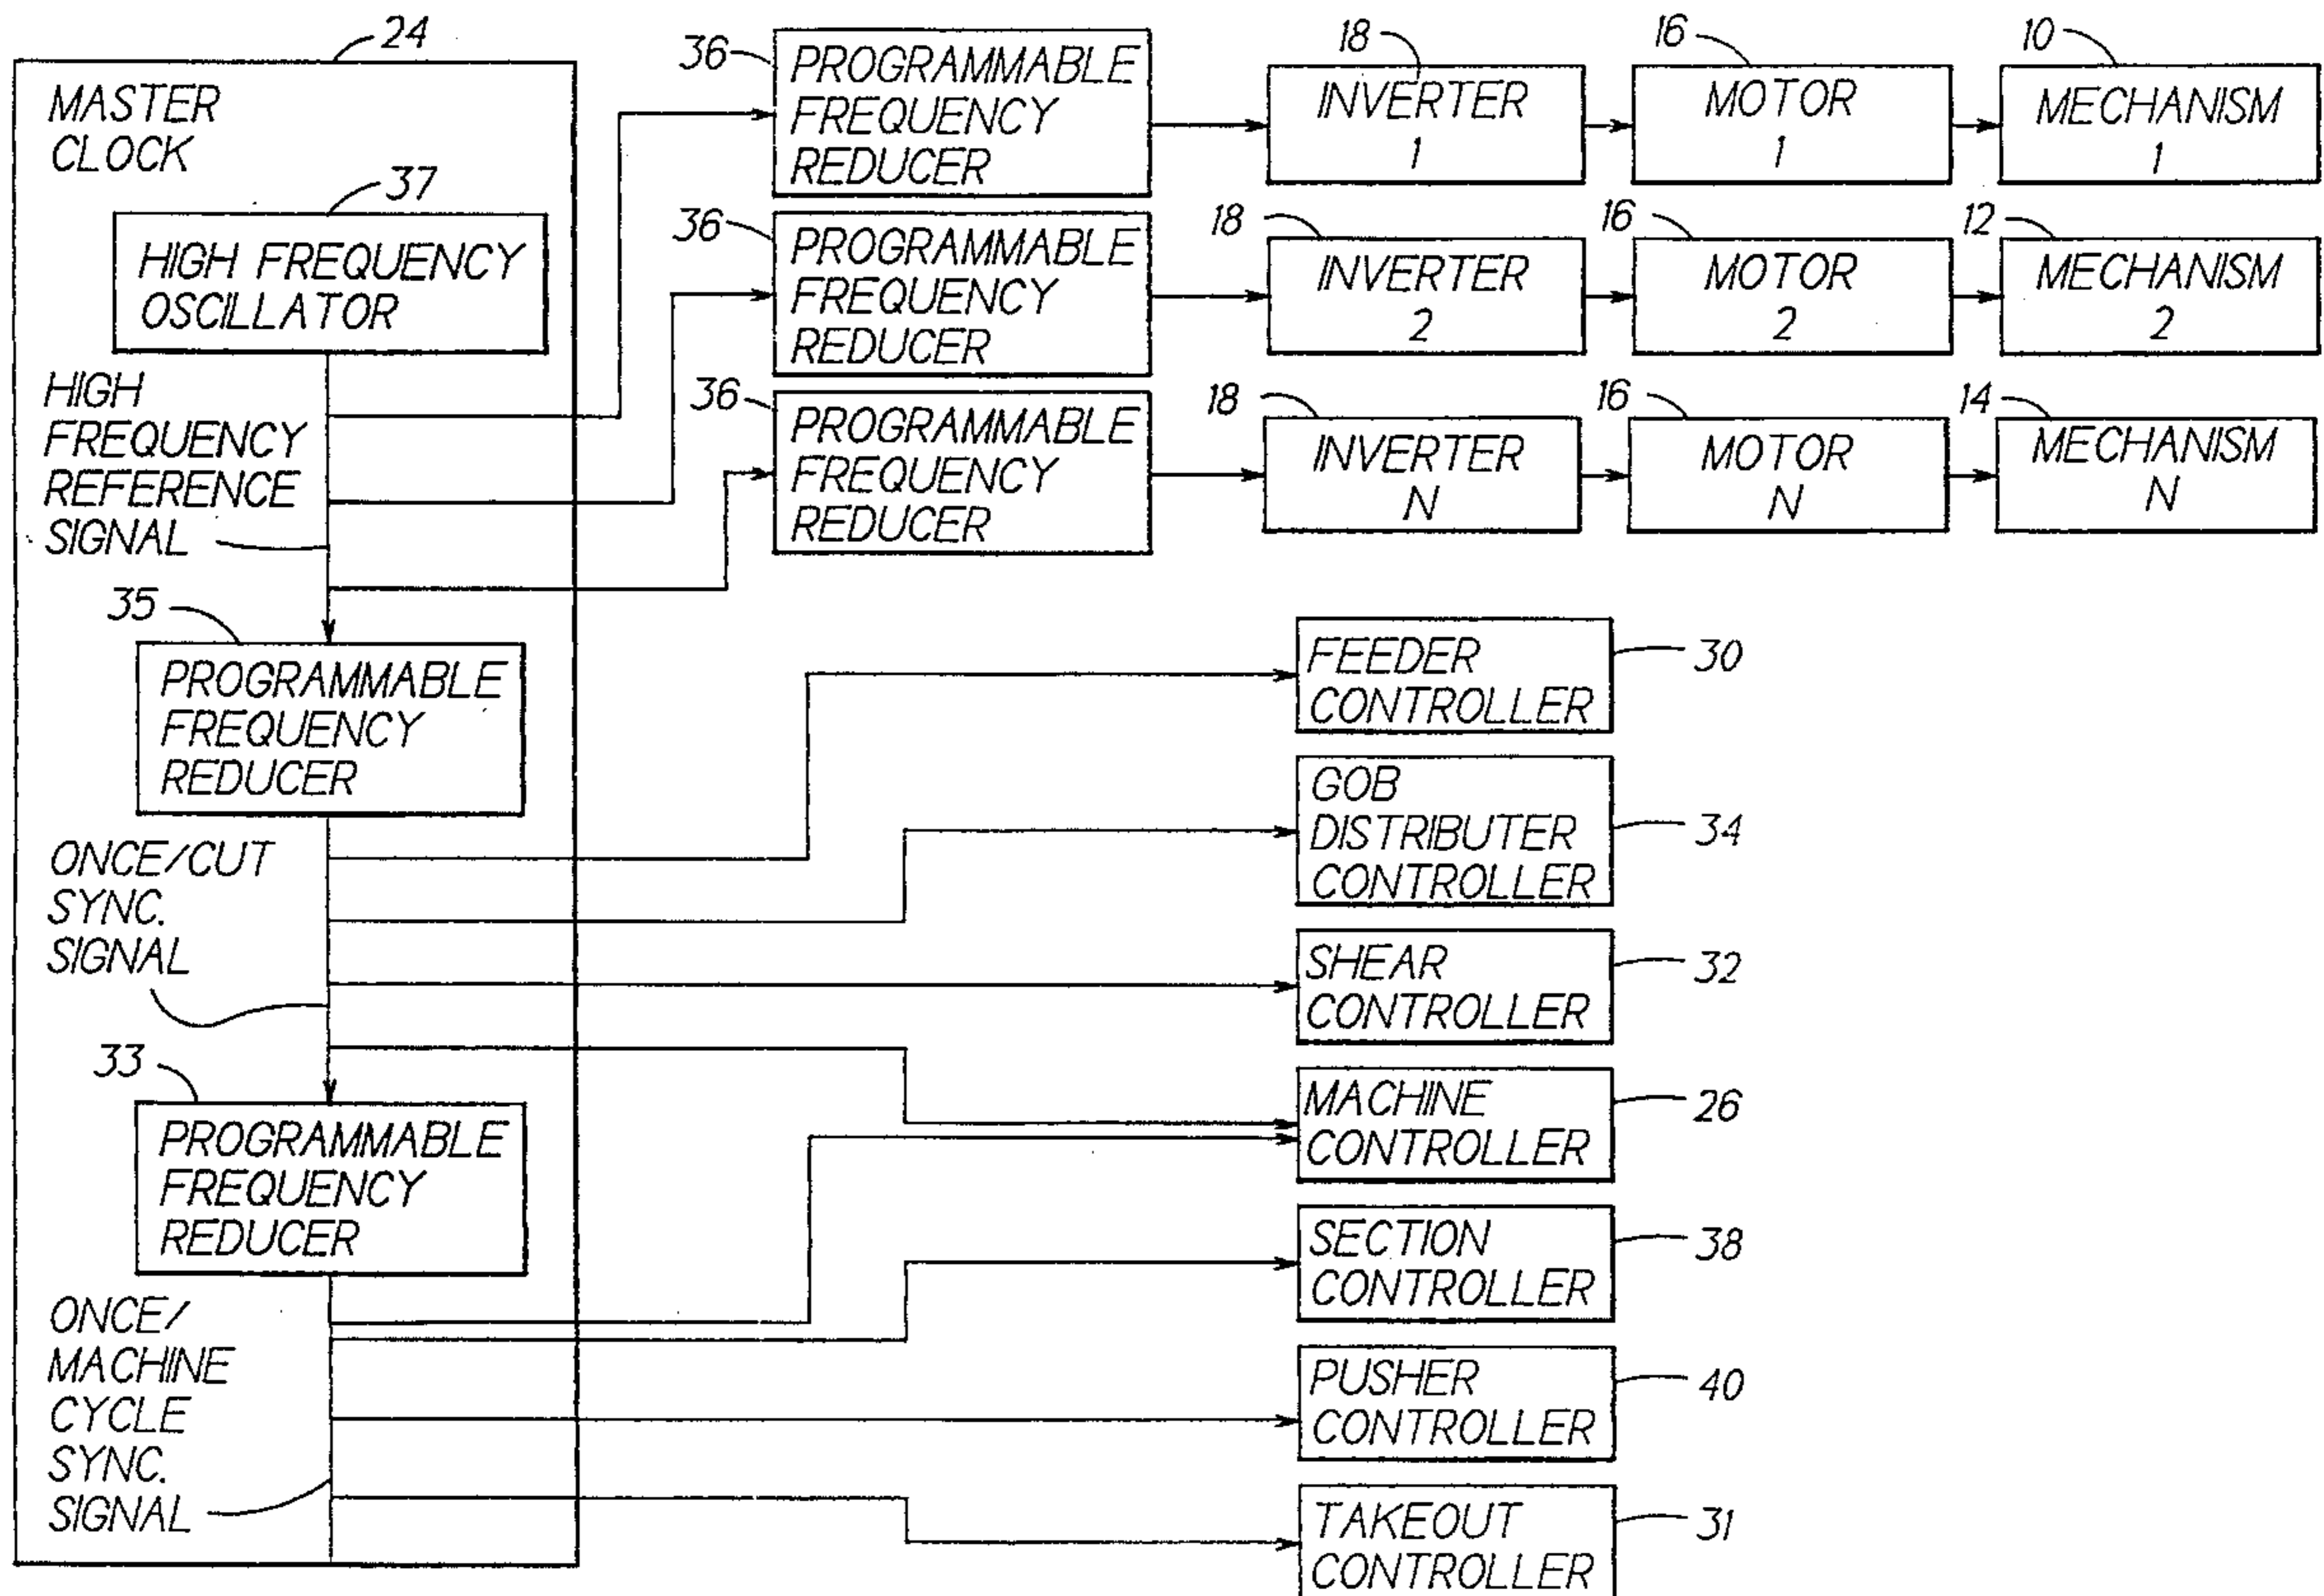 24
MASTER
CLOCK
37
HIGH FREQUENCY
OSCILLATOR
HIGH
FREQUENCY
REFERENCE
SIGNAL
35
PROGRAMMABLE
FREQUENCY
REDUCER
ONCE/CUT
SYNC.
SIGNAL
33
PROGRAMMABLE
FREQUENCY
REDUCER
ONCE/
MACHINE
CYCLE
SYNC.
SIGNAL
36
PROGRAMMABLE
FREQUENCY
REDUCER
18
INVERTER
1
16
MOTOR
1
10
MECHANISM
1
36
PROGRAMMABLE
FREQUENCY
REDUCER
18
INVERTER
2
16
MOTOR
2
12
MECHANISM
2
36
PROGRAMMABLE
FREQUENCY
REDUCER
18
INVERTER
N
16
MOTOR
N
14
MECHANISM
N
FEEDER
CONTROLLER
30
GOB
DISTRIBUTER
CONTROLLER
34
SHEAR
CONTROLLER
32
MACHINE
CONTROLLER
26
SECTION
CONTROLLER
38
PUSHER
CONTROLLER
40
TAKEOUT
CONTROLLER
31